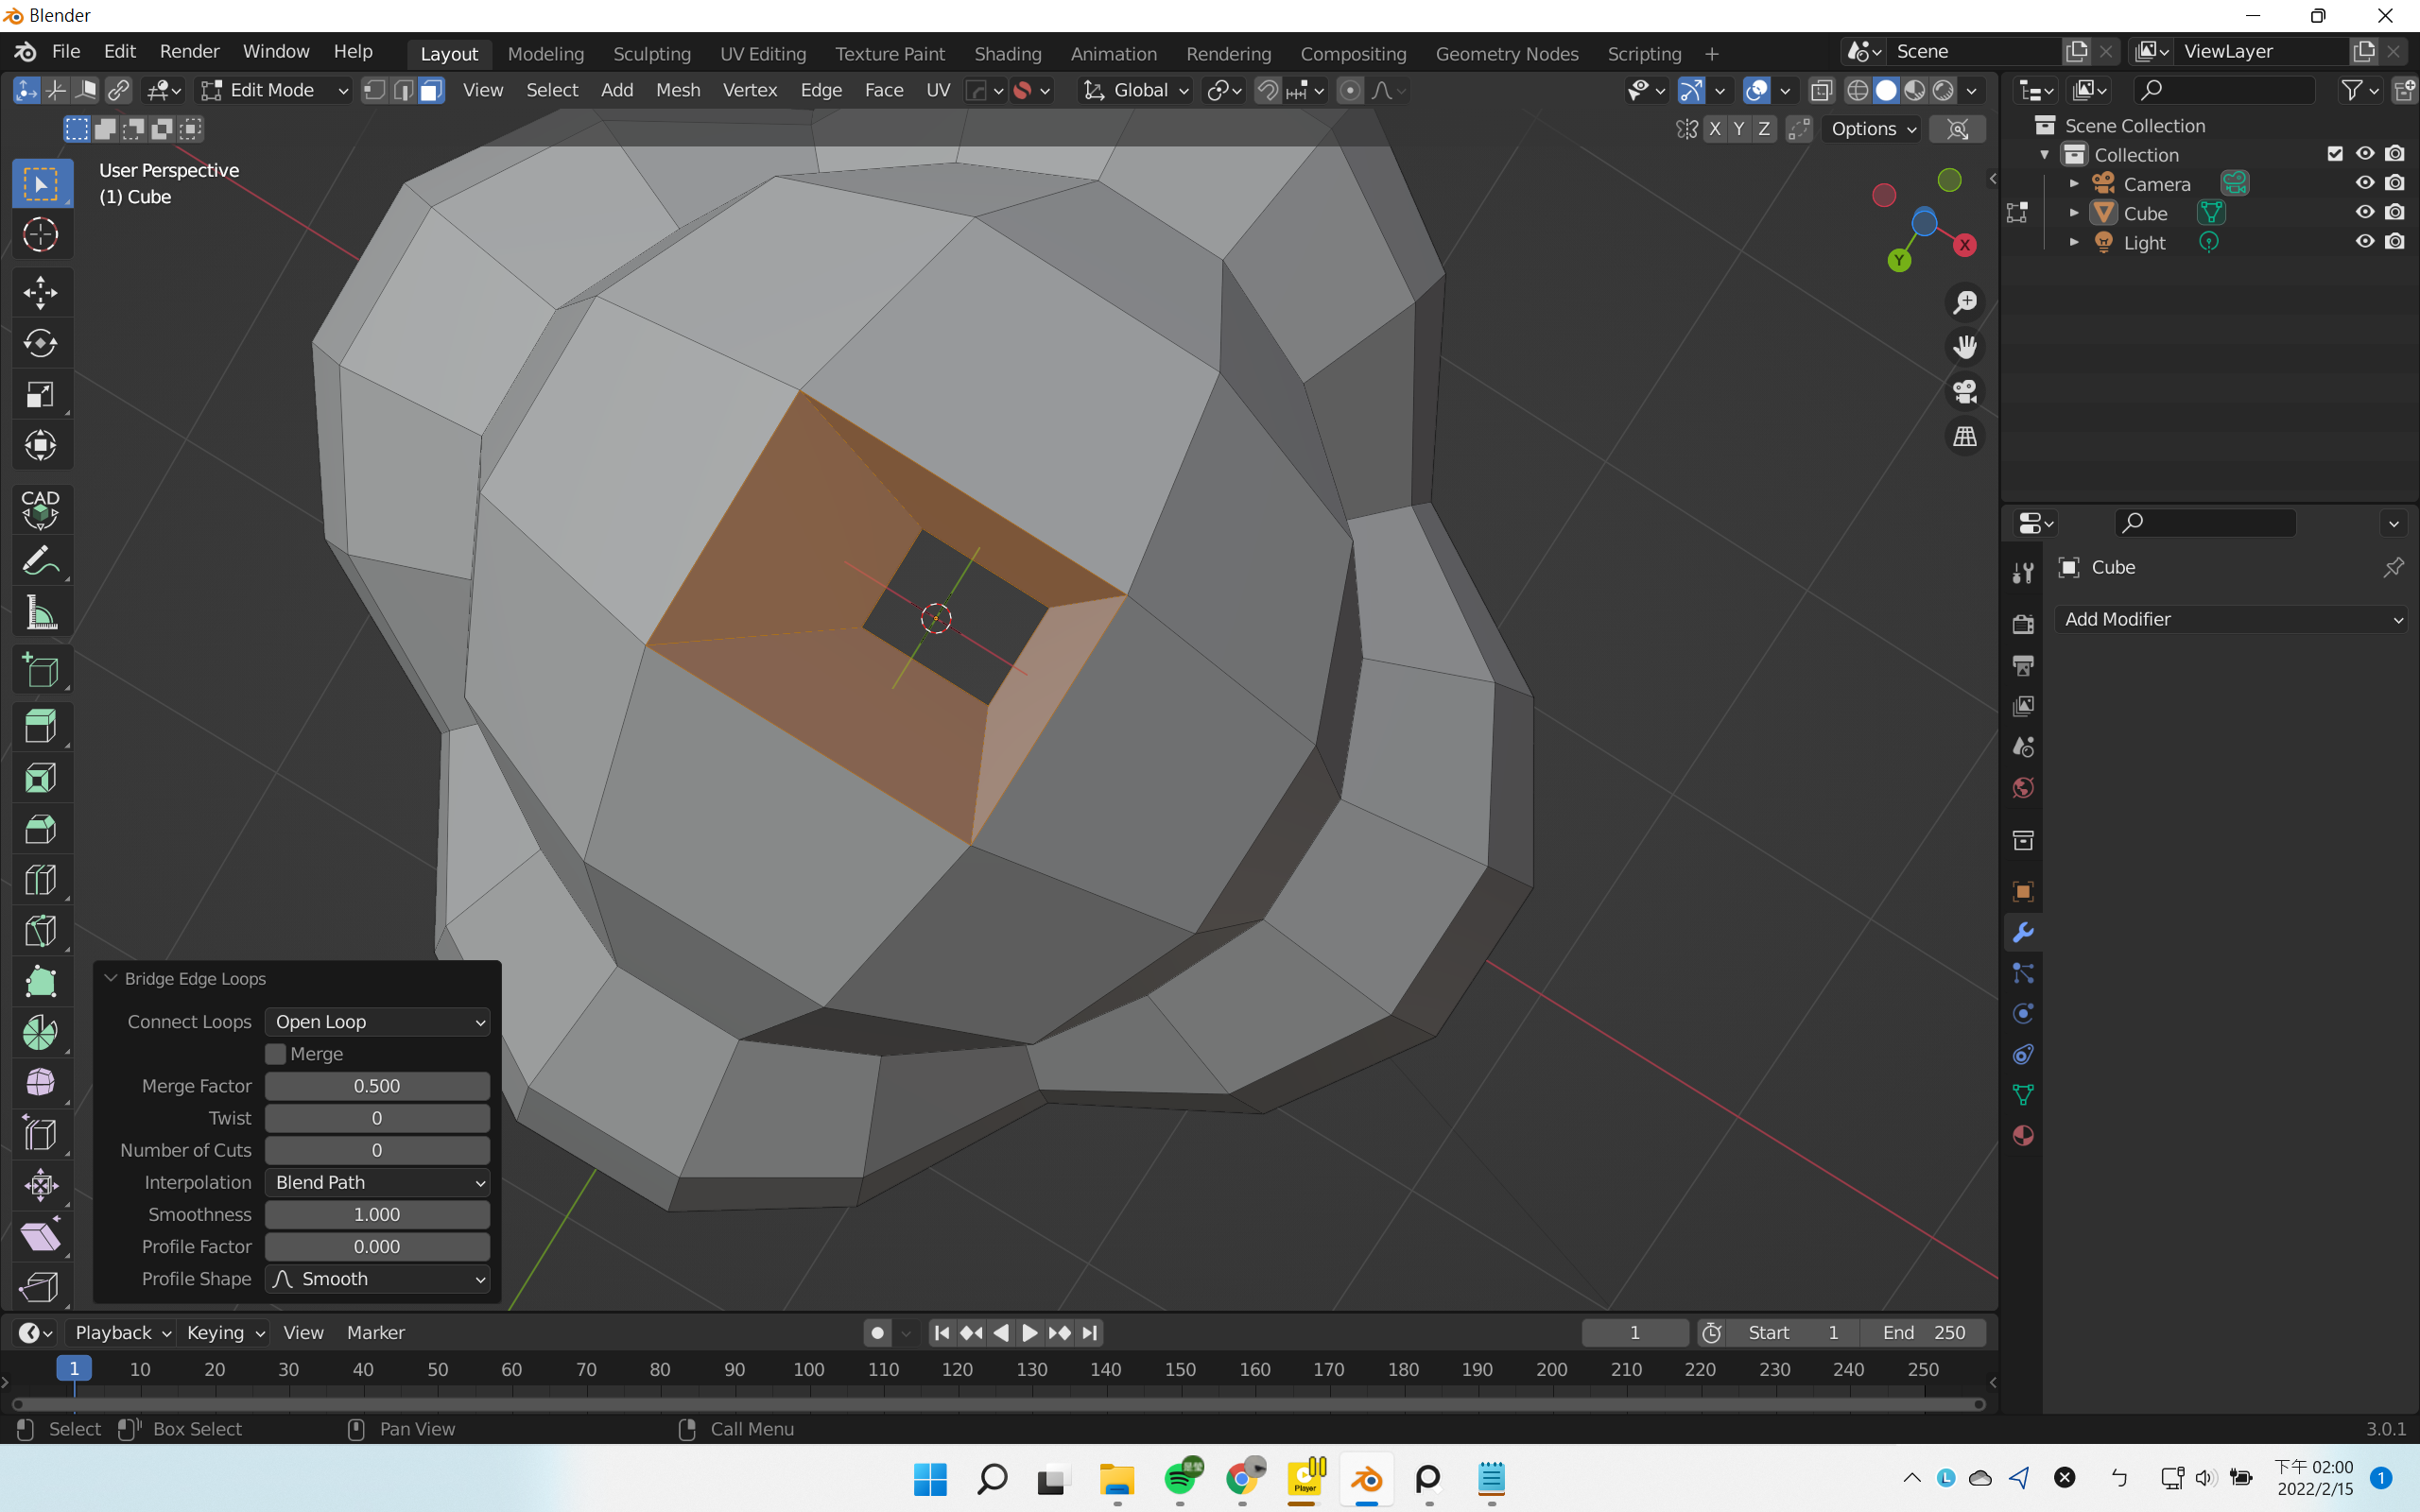 Blender
File Edit Render Window Help Layout Modeling Sculpting UV Editing Texture Paint Shading Animation Rendering Compositing Geometry Nodes Scripting + Scene ViewLayer
Edit Mode View Select Add Mesh Vertex Edge Face UV Global
X Y Z Options
User Perspective
(1) Cube
X
Y
CAD
Scene Collection
Collection
Camera
Cube
Light
Cube
Add Modifier
Bridge Edge Loops
Connect Loops Open Loop
Merge
Merge Factor 0.500
Twist 0
Number of Cuts 0
Interpolation Blend Path
Smoothness 1.000
Profile Factor 0.000
Profile Shape Smooth
Playback Keying View Marker 1 Start 1 End 250
1 10 20 30 40 50 60 70 80 90 100 110 120 130 140 150 160 170 180 190 200 210 220 230 240 250
Select Box Select Pan View Call Menu 3.0.1
Player
L
ㄅ
下午 02:00
2022/2/15
1